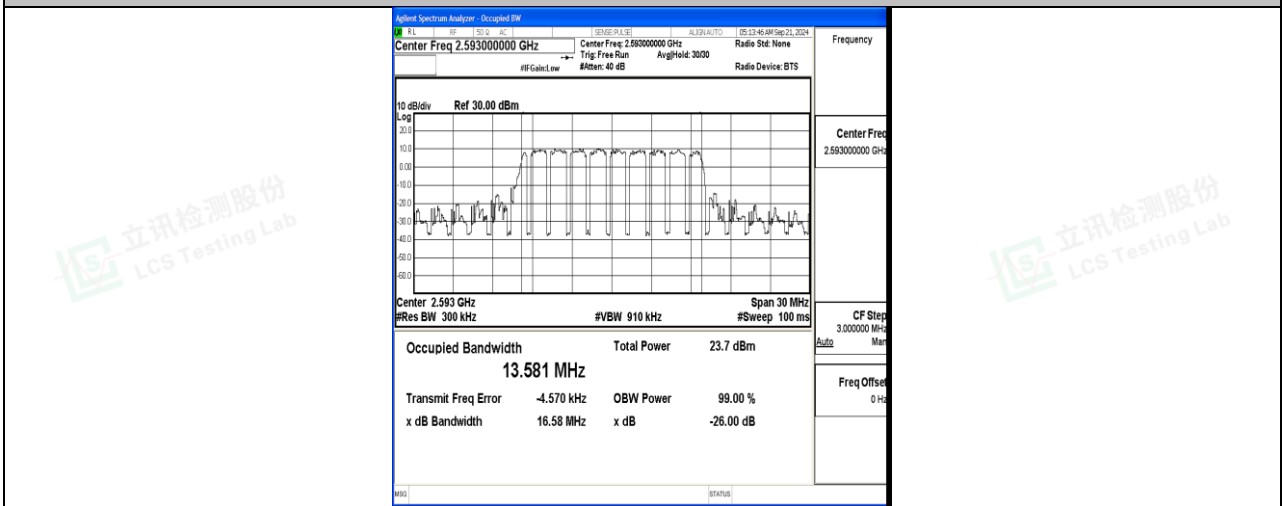 Agilent Spectrum Analyzer - Occupied BW
RL RF 50 Ω AC SENSE:PULSE ALIGN AUTO 05:13:46 AM Sep 21, 2024
Center Freq 2.593000000 GHz
Center Freq: 2.593000000 GHz
Radio Std: None
Trig: Free Run Avg|Hold: 30/30
#IFGain:Low #Atten: 40 dB Radio Device: BTS
Frequency
10 dB/div Ref 30.00 dBm
Log
20.0
10.0
0.00
-10.0
-20.0
-30.0
-40.0
-50.0
-60.0
Center 2.593 GHz Span 30 MHz
#Res BW 300 kHz #VBW 910 kHz #Sweep 100 ms
Center Freq
2.593000000 GHz
CF Step
3.000000 MHz
Auto Man
Freq Offset
0 Hz
Occupied Bandwidth Total Power 23.7 dBm
13.581 MHz
Transmit Freq Error -4.570 kHz OBW Power 99.00 %
x dB Bandwidth 16.58 MHz x dB -26.00 dB
MSG STATUS
立讯检测股份
LCS Testing Lab
立讯检测股份
LCS Testing Lab